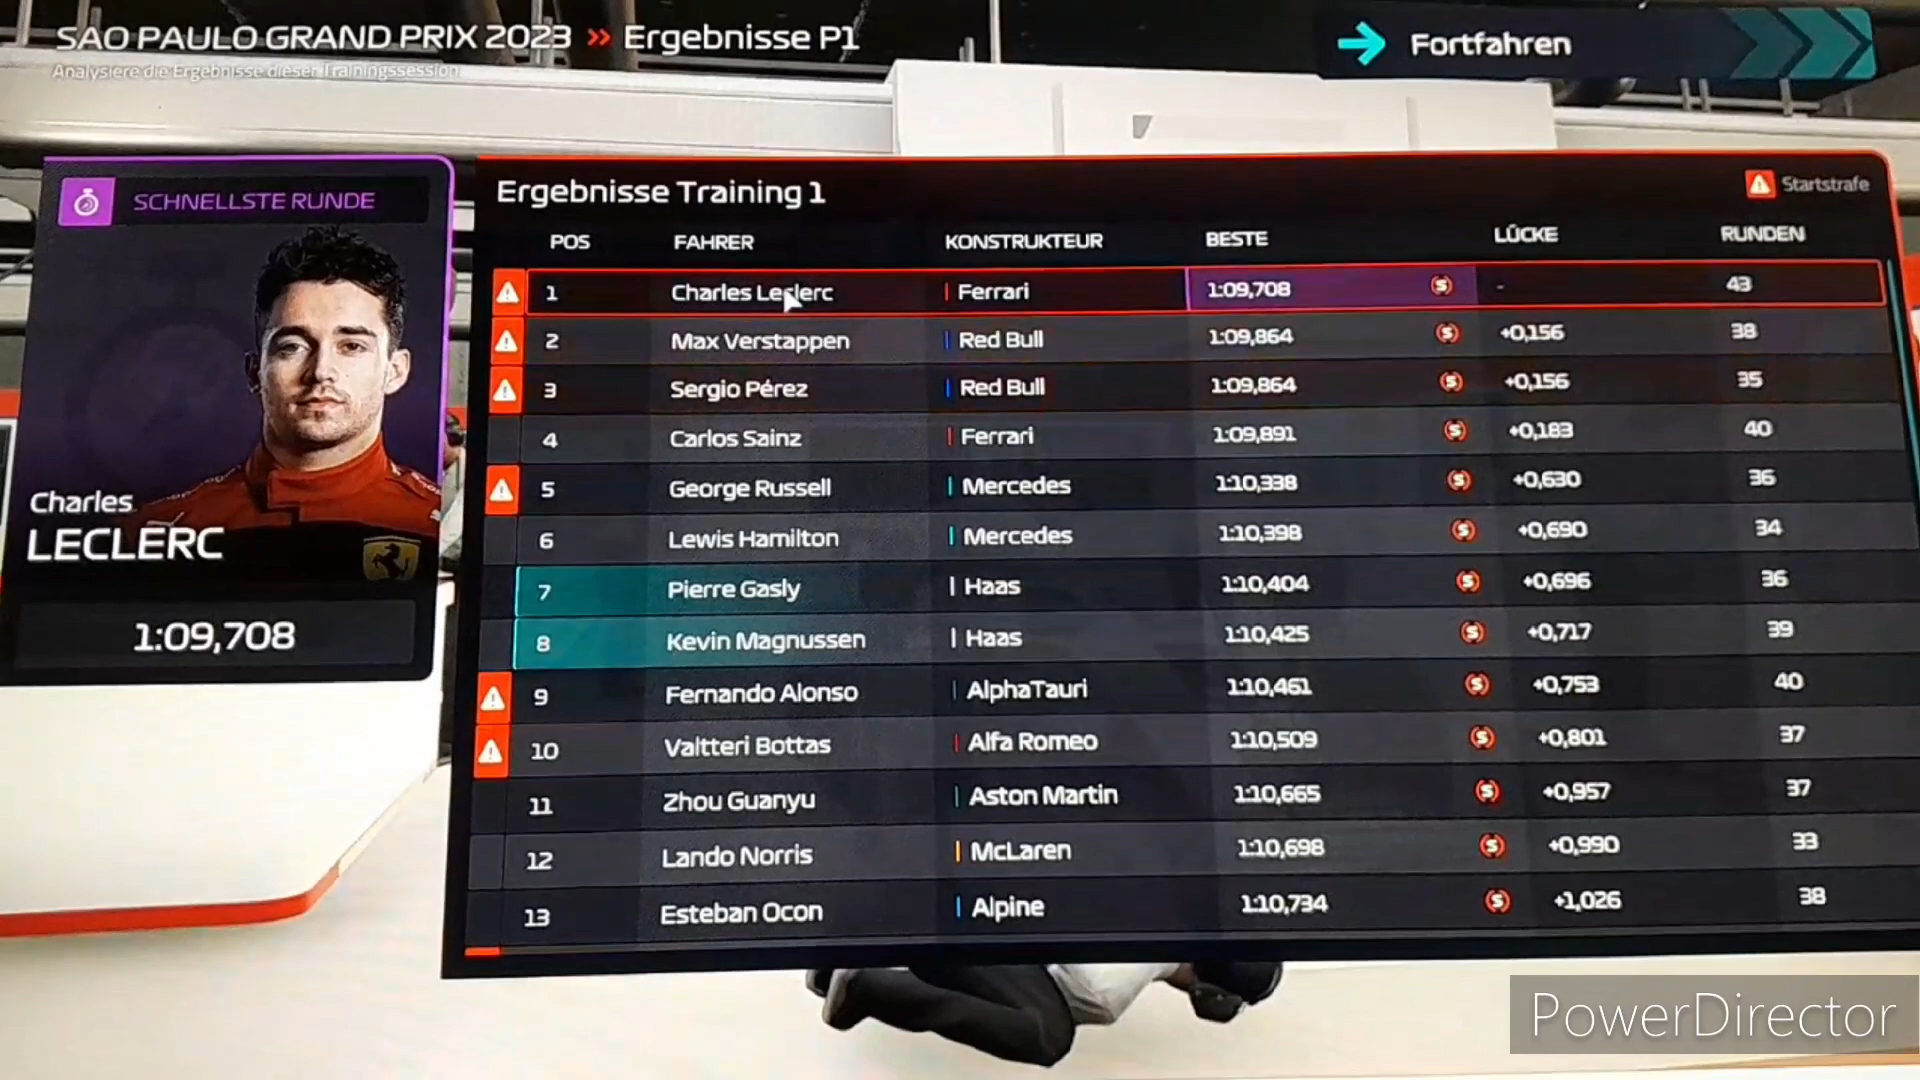 SAO PAULO GRAND PRIX 2023 >> Ergebnisse P1
Analysiere die Ergebnisse dieser Trainingssession
Fortfahren
SCHNELLSTE RUNDE
Charles
LECLERC
1:09,708
Ergebnisse Training 1
Startstrafe
POS FAHRER KONSTRUKTEUR BESTE LÜCKE RUNDEN
1 Charles Leclerc Ferrari 1:09,708 S - 43
2 Max Verstappen Red Bull 1:09,864 S +0,156 38
3 Sergio Pérez Red Bull 1:09,864 S +0,156 35
4 Carlos Sainz Ferrari 1:09,891 S +0,183 40
5 George Russell Mercedes 1:10,338 S +0,630 36
6 Lewis Hamilton Mercedes 1:10,398 S +0,690 34
7 Pierre Gasly Haas 1:10,404 S +0,696 36
8 Kevin Magnussen Haas 1:10,425 S +0,717 39
9 Fernando Alonso AlphaTauri 1:10,461 S +0,753 40
10 Valtteri Bottas Alfa Romeo 1:10,509 S +0,801 37
11 Zhou Guanyu Aston Martin 1:10,665 S +0,957 37
12 Lando Norris McLaren 1:10,698 S +0,990 33
13 Esteban Ocon Alpine 1:10,734 S +1,026 38
PowerDirector